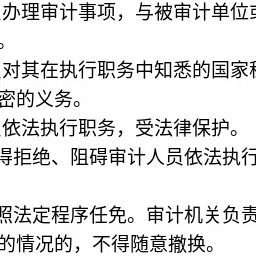 办理审计事项，与被审计单位或
。
对其在执行职务中知悉的国家秘
密的义务。
依法执行职务，受法律保护。
得拒绝、阻碍审计人员依法执行
照法定程序任免。审计机关负责
的情况的，不得随意撤换。